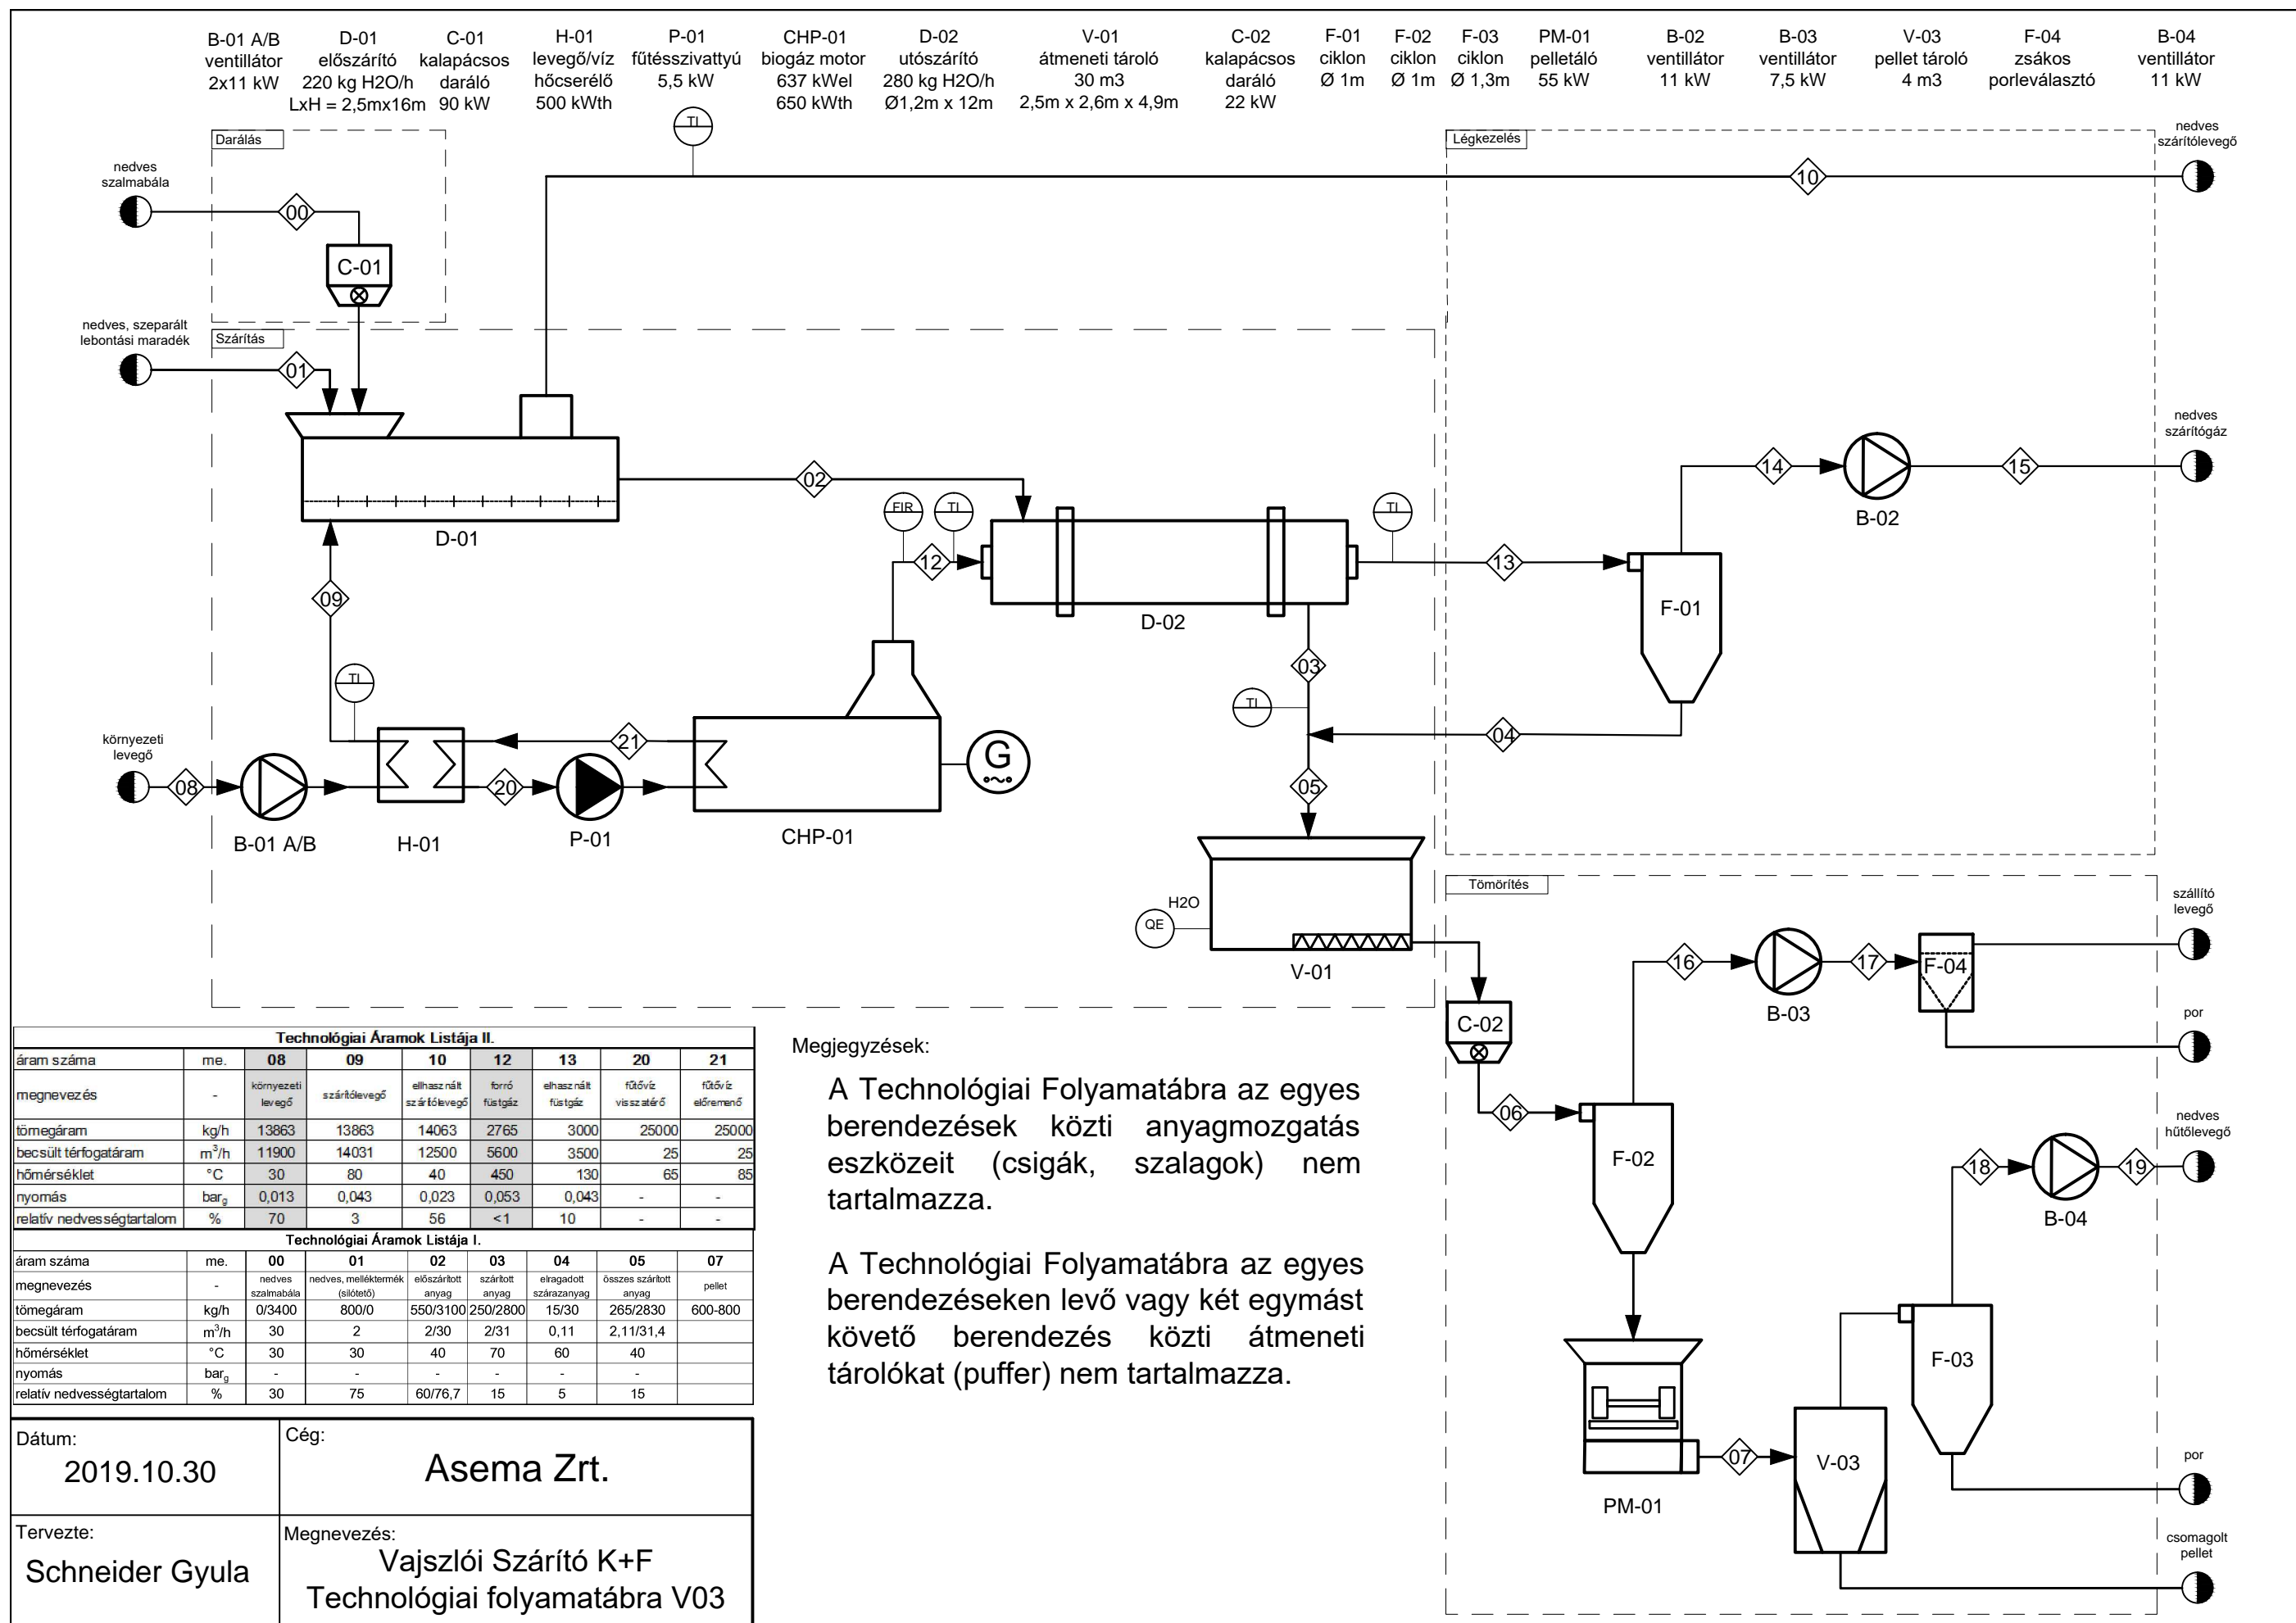 B-01 A/B
ventillátor
2x11 kW
D-01
előszárító
220 kg H2O/h
LxH = 2,5mx16m
C-01
kalapácsos
daráló
90 kW
H-01
levegő/víz
hőcserélő
500 kWth
P-01
fűtésszivattyú
5,5 kW
CHP-01
biogáz motor
637 kWel
650 kWth
D-02
utószárító
280 kg H2O/h
Ø1,2m x 12m
V-01
átmeneti tároló
30 m3
2,5m x 2,6m x 4,9m
C-02
kalapácsos
daráló
22 kW
F-01
ciklon
Ø 1m
F-02
ciklon
Ø 1m
F-03
ciklon
Ø 1,3m
PM-01
pelletáló
55 kW
B-02
ventillátor
11 kW
B-03
ventillátor
7,5 kW
V-03
pellet tároló
4 m3
F-04
zsákos
porleválasztó
B-04
ventillátor
11 kW
TI
Darálás
Légkezelés
nedves
szárítólevegő
nedves
szalmabála
10
00
C-01
nedves, szeparált
lebontási maradék
Szárítás
01
nedves
szárítógáz
02
14
15
B-02
FIR
TI
TI
D-01
12
13
09
F-01
D-02
03
TI
TI
környezeti
levegő
21
04
G
08
20
05
B-01 A/B
H-01
P-01
CHP-01
Tömörítés
szállító
levegő
H2O
QE
V-01
16
17
F-04
B-03
C-02
por
06
nedves
hűtőlevegő
F-02
18
19
B-04
F-03
07
V-03
PM-01
por
csomagolt
pellet
Technológiai Áramok Listája II.
áram száma me. 08 09 10 12 13 20 21
megnevezés - környezeti levegő szárítólevegő ellhasznált szárítólevegő forró füstgáz elhasznált füstgáz fűtővíz visszatérő fűtővíz előremenő
tömegáram kg/h 13863 13863 14063 2765 3000 25000 25000
becsült térfogatáram m³/h 11900 14031 12500 5600 3500 25 25
hőmérséklet °C 30 80 40 450 130 65 85
nyomás barg 0,013 0,043 0,023 0,053 0,043 - -
relatív nedvességtartalom % 70 3 56 <1 10 - -
Technológiai Áramok Listája I.
áram száma me. 00 01 02 03 04 05 07
megnevezés - nedves szalmabála nedves, melléktermék (silótető) előszárított anyag szárított anyag elragadott szárazanyag összes szárított anyag pellet
tömegáram kg/h 0/3400 800/0 550/3100 250/2800 15/30 265/2830 600-800
becsült térfogatáram m³/h 30 2 2/30 2/31 0,11 2,11/31,4
hőmérséklet °C 30 30 40 70 60 40
nyomás barg - - - - - -
relatív nedvességtartalom % 30 75 60/76,7 15 5 15
Megjegyzések:
A Technológiai Folyamatábra az egyes
berendezések közti anyagmozgatás
eszközeit (csigák, szalagok) nem
tartalmazza.
A Technológiai Folyamatábra az egyes
berendezéseken levő vagy két egymást
követő berendezés közti átmeneti
tárolókat (puffer) nem tartalmazza.
Dátum:
2019.10.30
Cég:
Asema Zrt.
Tervezte:
Schneider Gyula
Megnevezés:
Vajszlói Szárító K+F
Technológiai folyamatábra V03